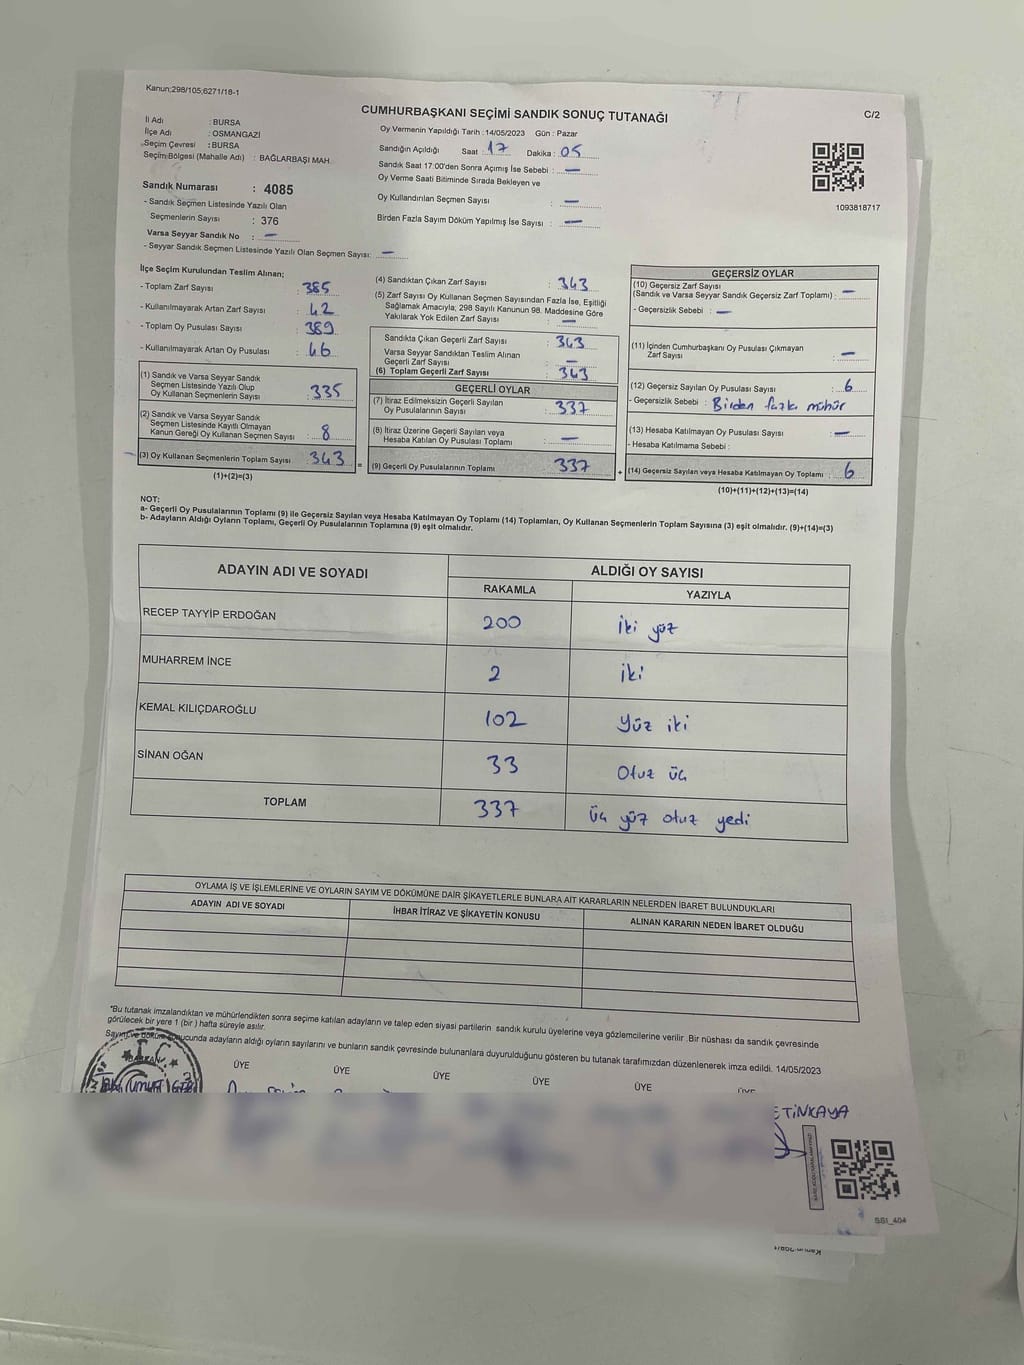 Kanun;298/105,6271/18-1
CUMHURBAŞKANI SEÇİMİ SANDIK SONUÇ TUTANAĞI
C/2
İl Adı : BURSA
İlçe Adı : OSMANGAZİ
Seçim Çevresi : BURSA
Seçim Bölgesi (Mahalle Adı) : BAĞLARBAŞI MAH.
Sandık Numarası : 4085
- Sandık Seçmen Listesinde Yazılı Olan
Seçmenlerin Sayısı : 376
Varsa Seyyar Sandık No : —
- Seyyar Sandık Seçmen Listesinde Yazılı Olan Seçmen Sayısı: —
Oy Vermenin Yapıldığı Tarih : 14/05/2023 Gün : Pazar
Sandığın Açıldığı Saat : 17 Dakika : 05
Sandık Saat 17:00'den Sonra Açımış İse Sebebi : —
Oy Verme Saati Bitiminde Sırada Bekleyen ve
Oy Kullandırılan Seçmen Sayısı : —
Birden Fazla Sayım Döküm Yapılmış İse Sayısı : —
1093818717
İlçe Seçim Kurulundan Teslim Alınan;
- Toplam Zarf Sayısı : 385
- Kullanılmayarak Artan Zarf Sayısı : 42
- Toplam Oy Pusulası Sayısı : 389
- Kullanılmayarak Artan Oy Pusulası : 46
(1) Sandık ve Varsa Seyyar Sandık
Seçmen Listesinde Yazılı Olup
Oy Kullanan Seçmenlerin Sayısı : 335
(2) Sandık ve Varsa Seyyar Sandık
Seçmen Listesinde Kayıtlı Olmayan
Kanun Gereği Oy Kullanan Seçmen Sayısı : 8
(3) Oy Kullanan Seçmenlerin Toplam Sayısı : 343
(1)+(2)=(3)
(4) Sandıktan Çıkan Zarf Sayısı : 343
(5) Zarf Sayısı Oy Kullanan Seçmen Sayısından Fazla İse, Eşitliği
Sağlamak Amacıyla; 298 Sayılı Kanunun 98. Maddesine Göre
Yakılarak Yok Edilen Zarf Sayısı : —
Sandıkta Çıkan Geçerli Zarf Sayısı : 343
Varsa Seyyar Sandıktan Teslim Alınan
Geçerli Zarf Sayısı : —
(6) Toplam Geçerli Zarf Sayısı : 343
=
GEÇERLİ OYLAR
(7) İtiraz Edilmeksizin Geçerli Sayılan
Oy Pusulalarının Sayısı : 337
(8) İtiraz Üzerine Geçerli Sayılan veya
Hesaba Katılan Oy Pusulası Toplamı : —
(9) Geçerli Oy Pusulalarının Toplamı 337
+
GEÇERSİZ OYLAR
(10) Geçersiz Zarf Sayısı
(Sandık ve Varsa Seyyar Sandık Geçersiz Zarf Toplamı) : —
- Geçersizlik Sebebi : —
(11) İçinden Cumhurbaşkanı Oy Pusulası Çıkmayan
Zarf Sayısı : —
(12) Geçersiz Sayılan Oy Pusulası Sayısı : 6
- Geçersizlik Sebebi : Birden fazla mühür
(13) Hesaba Katılmayan Oy Pusulası Sayısı : —
- Hesaba Katılmama Sebebi :
(14) Geçersiz Sayılan veya Hesaba Katılmayan Oy Toplamı : 6
(10)+(11)+(12)+(13)=(14)
NOT:
a- Geçerli Oy Pusulalarının Toplamı (9) ile Geçersiz Sayılan veya Hesaba Katılmayan Oy Toplamı (14) Toplamları, Oy Kullanan Seçmenlerin Toplam Sayısına (3) eşit olmalıdır. (9)+(14)=(3)
b- Adayların Aldığı Oyların Toplamı, Geçerli Oy Pusulalarının Toplamına (9) eşit olmalıdır.
ADAYIN ADI VE SOYADI
ALDIĞI OY SAYISI
RAKAMLA YAZIYLA
RECEP TAYYİP ERDOĞAN 200 İki yüz
MUHARREM İNCE 2 İki
KEMAL KILIÇDAROĞLU 102 Yüz iki
SİNAN OĞAN 33 Otuz üç
TOPLAM 337 Üç yüz otuz yedi
OYLAMA İŞ VE İŞLEMLERİNE VE OYLARIN SAYIM VE DÖKÜMÜNE DAİR ŞİKAYETLERLE BUNLARA AİT KARARLARIN NELERDEN İBARET BULUNDUKLARI
ADAYIN ADI VE SOYADI İHBAR İTİRAZ VE ŞİKAYETİN KONUSU ALINAN KARARIN NEDEN İBARET OLDUĞU
*Bu tutanak imzalandıktan ve mühürlendikten sonra seçime katılan adayların ve talep eden siyasi partilerin sandık kurulu üyelerine veya gözlemcilerine verilir .Bir nüshası da sandık çevresinde
görülecek bir yere 1 (bir ) hafta süreyle asılır.
Sayım ve döküm sonucunda adayların aldığı oyların sayılarını ve bunların sandık çevresinde bulunanlara duyurulduğunu gösteren bu tutanak tarafımızdan düzenlenerek imza edildi. 14/05/2023
BAŞKAN ÜYE ÜYE ÜYE ÜYE ÜYE ÜYE
ETİNKAYA
SS1_404